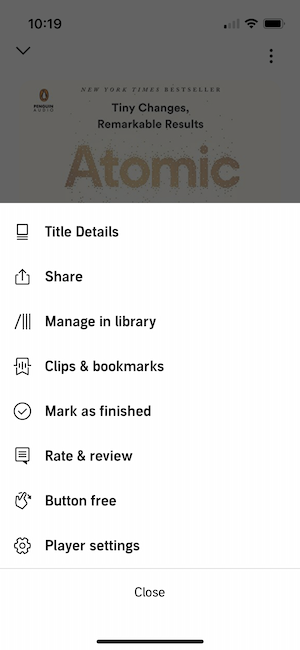 10:19
PENGUIN
AUDIO
NEW YORK TIMES BESTSELLER
Tiny Changes,
Remarkable Results
Atomic
Title Details
Share
Manage in library
Clips & bookmarks
Mark as finished
Rate & review
Button free
Player settings
Close